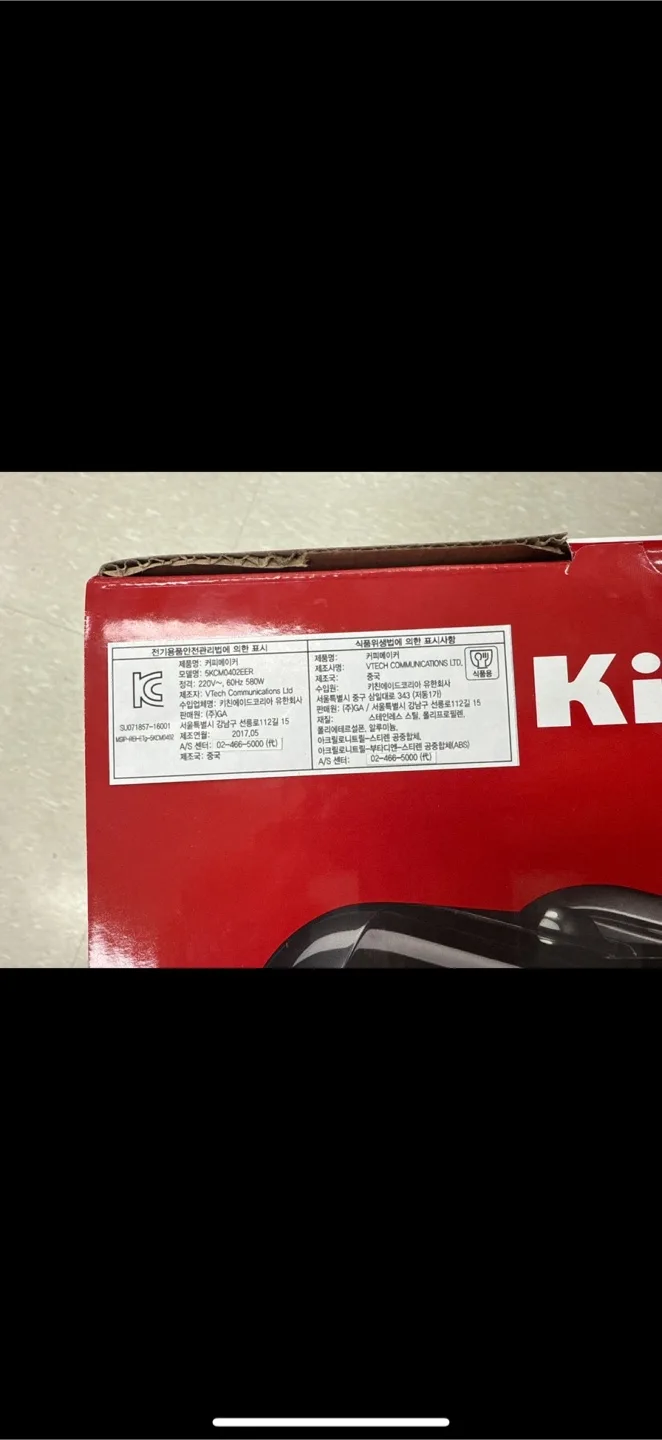 전기용품안전관리법에 의한 표시
제품명: 커피메이커
모델명: 5KCM0402EER
정격: 220V~, 60Hz 580W
제조자: VTech Communications Ltd
수입업체명: 키친에이드코리아 유한회사
판매원: (주)GA
서울특별시 강남구 선릉로112길 15
제조연월: 2017.05
A/S 센터: 02-466-5000 (代)
제조국: 중국
SU071857-16001
식품위생법에 의한 표시사항
제품명: 커피메이커
제조사명: VTECH COMMUNICATIONS LTD,
제조국: 중국
수입원: 키친에이드코리아 유한회사
서울특별시 중구 삼일대로 343 (저동1가)
판매원: (주)GA / 서울특별시 강남구 선릉로112길 15
재질: 스테인레스 스틸, 폴리프로필렌,
폴리에테르설폰, 알루미늄,
아크릴로니트릴-스티렌 공중합체,
아크릴로니트릴-부타디엔-스티렌 공중합체(ABS)
A/S 센터: 02-466-5000 (代)
식품용
Ki